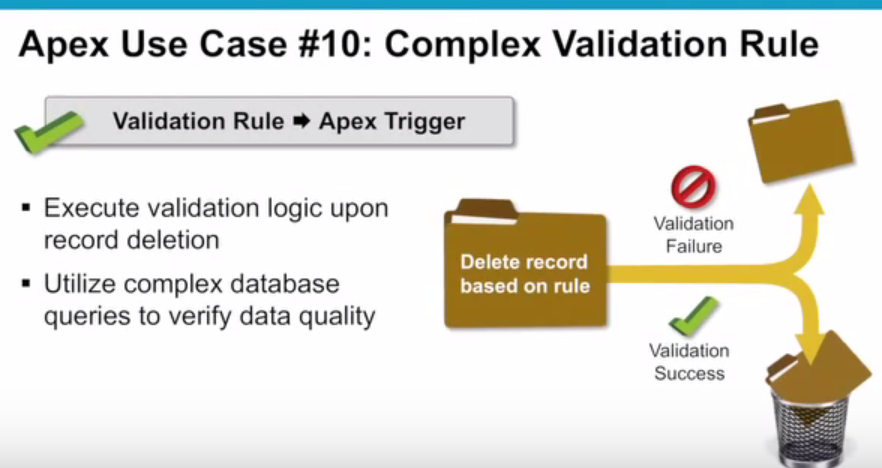 Apex Use Case #10: Complex Validation Rule
Validation Rule ➡ Apex Trigger
▪ Execute validation logic upon
record deletion
▪ Utilize complex database
queries to verify data quality
Delete record
based on rule
Validation
Failure
Validation
Success